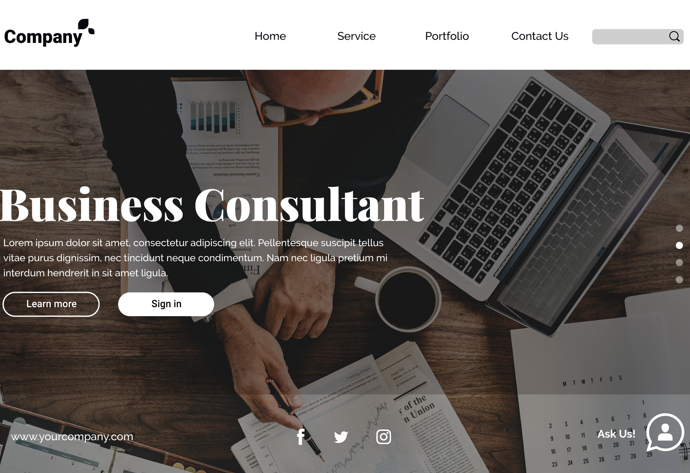 Company
Home
Service
Portfolio
Contact Us
Business Consultant
Lorem ipsum dolor sit amet, consectetur adipiscing elit. Pellentesque suscipit tellus
vitae purus dignissim, nec tincidunt neque condimentum. Nam nec ligula pretium mi
interdum hendrerit in sit amet ligula.
Learn more
Sign in
M T W T F S S
www.yourcompany.com
Ask Us!